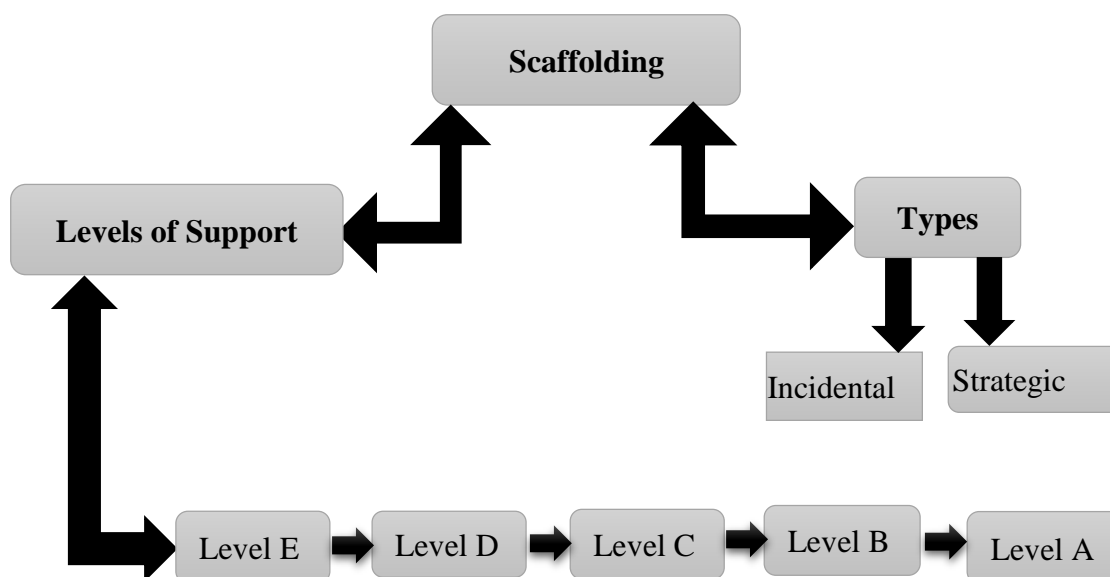 Scaffolding
Levels of Support
Types
Incidental
Strategic
Level E
Level D
Level C
Level B
Level A